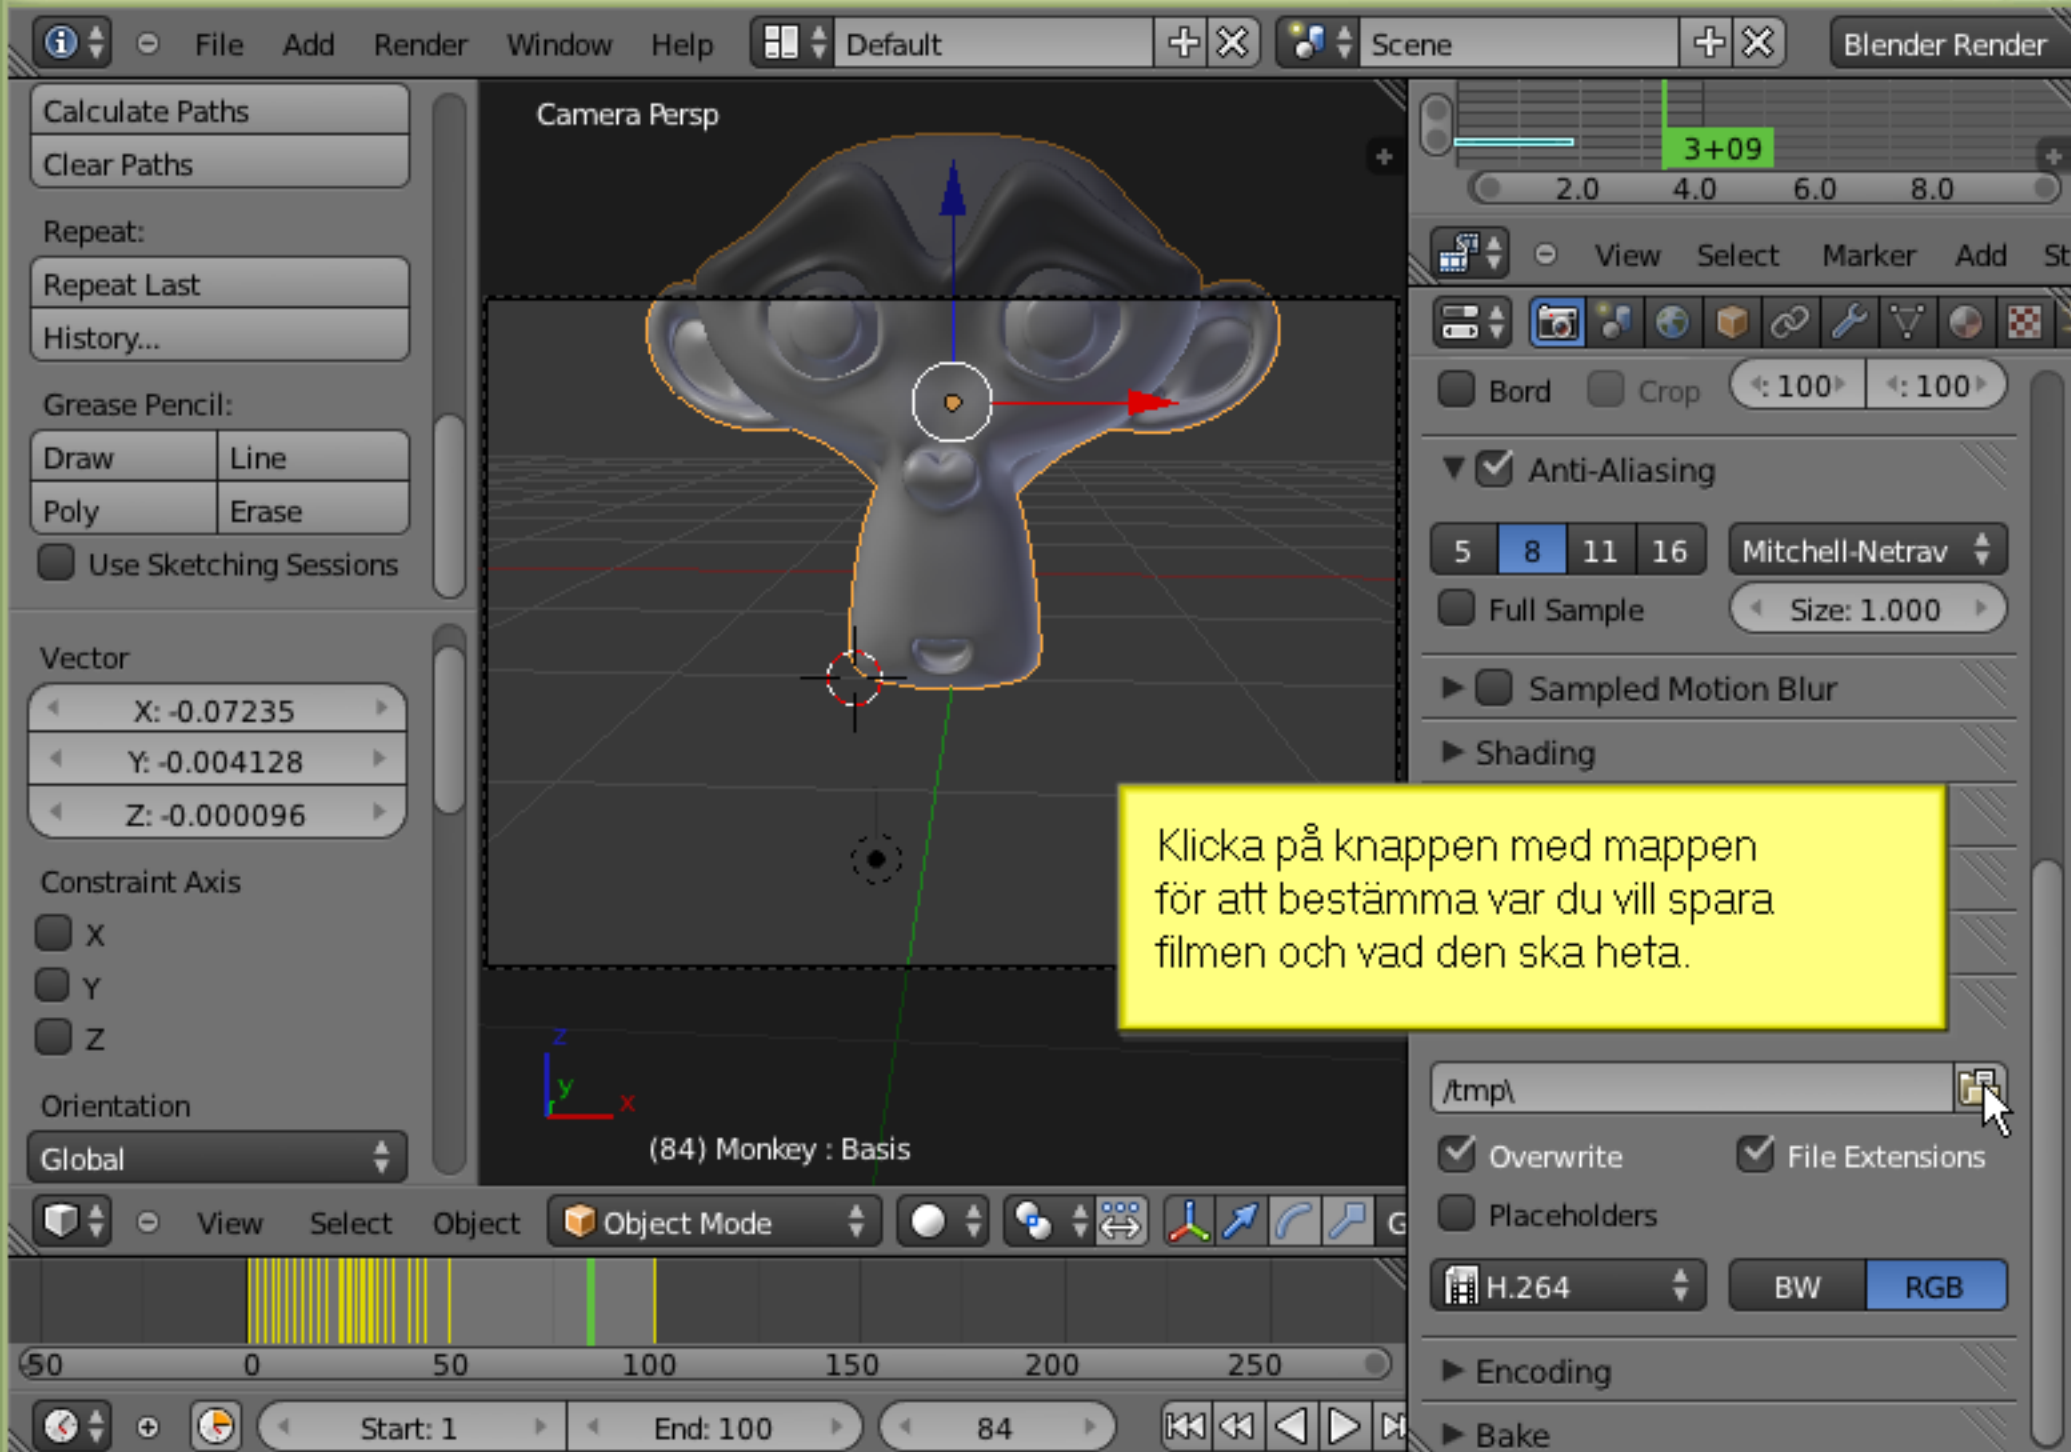 File Add Render Window Help Default Scene Blender Render
Calculate Paths
Clear Paths
Repeat:
Repeat Last
History...
Grease Pencil:
Draw Line
Poly Erase
Use Sketching Sessions
Vector
X: -0.07235
Y: -0.004128
Z: -0.000096
Constraint Axis
X
Y
Z
Orientation
Global
Camera Persp
z
y
x
(84) Monkey : Basis
View Select Object Object Mode G
-50 0 50 100 150 200 250
Start: 1 End: 100 84
3+09
2.0 4.0 6.0 8.0
View Select Marker Add St
Bord Crop : 100 : 100
Anti-Aliasing
5 8 11 16 Mitchell-Netrav
Full Sample Size: 1.000
Sampled Motion Blur
Shading
Klicka på knappen med mappen
för att bestämma var du vill spara
filmen och vad den ska heta.
/tmp\
Overwrite File Extensions
Placeholders
H.264 BW RGB
Encoding
Bake